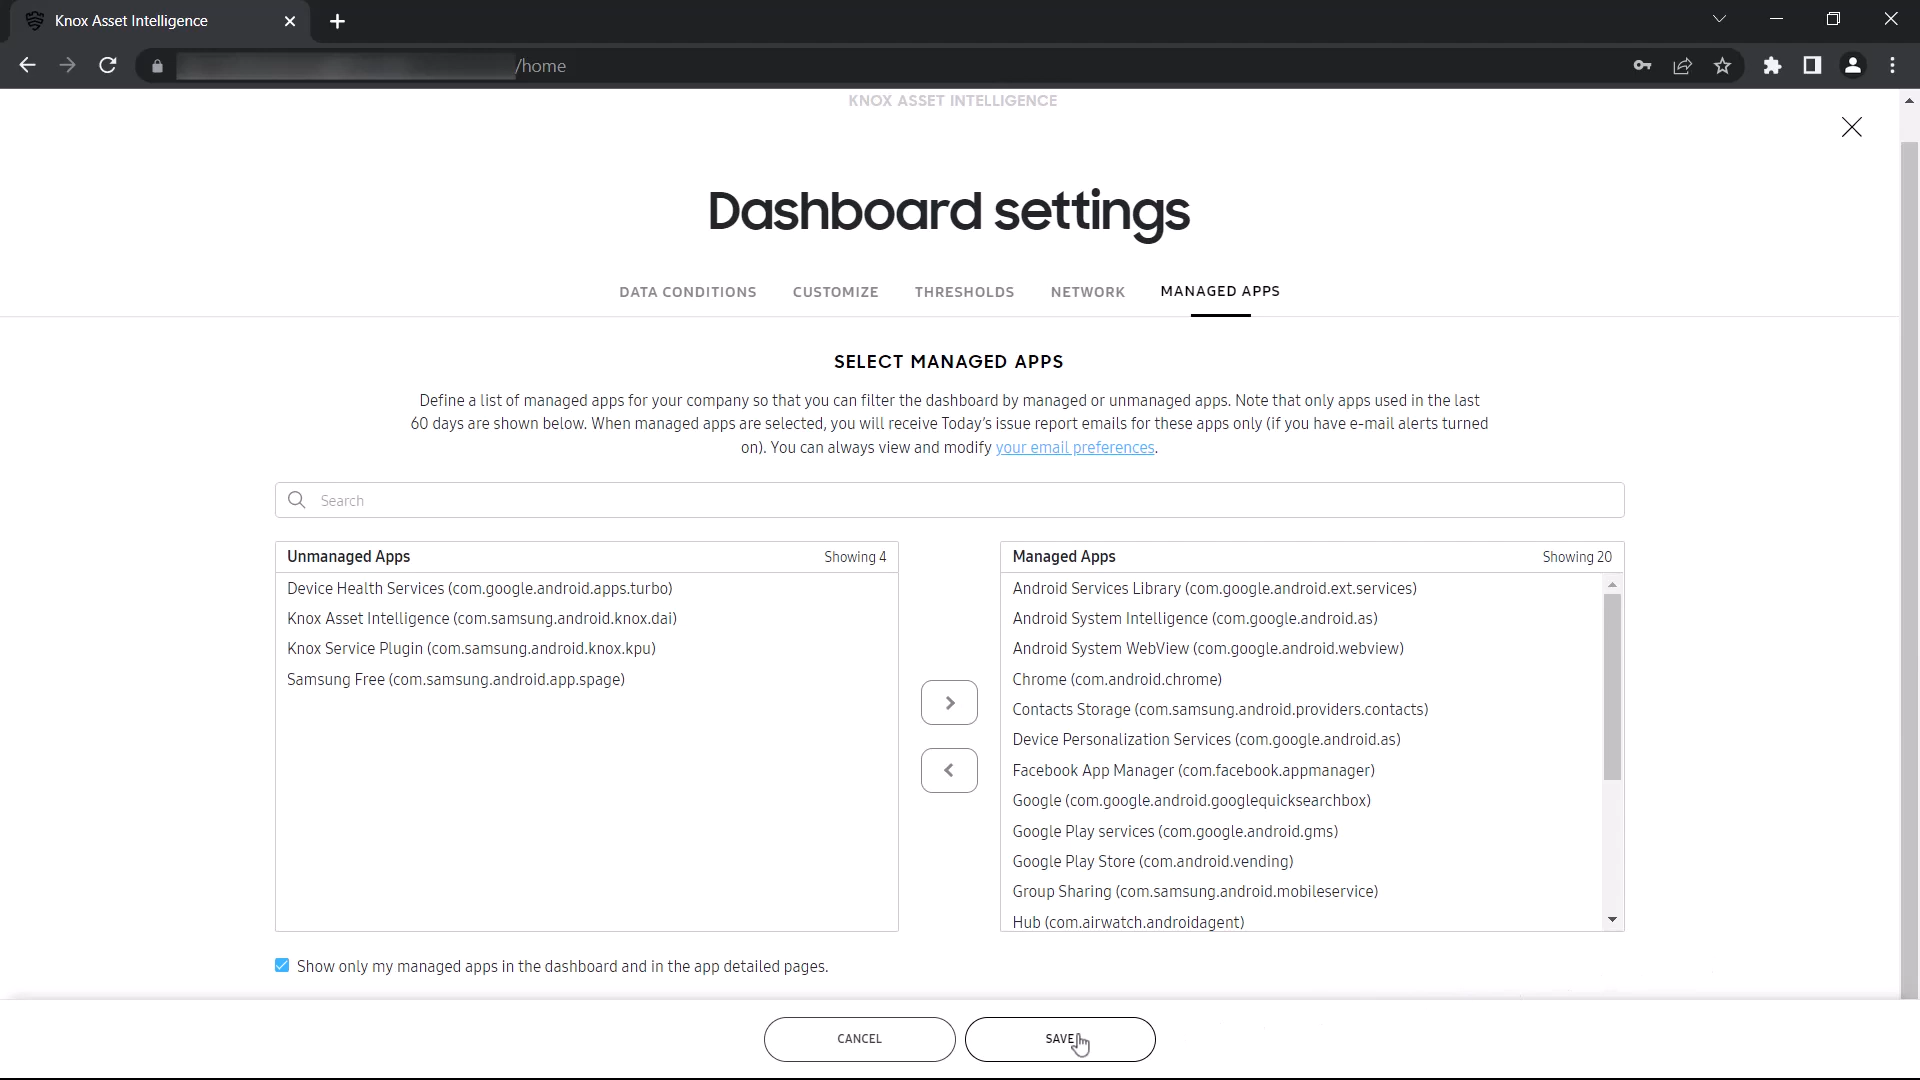 Knox Asset Intelligence
/home
KNOX ASSET INTELLIGENCE
Dashboard settings
DATA CONDITIONS CUSTOMIZE THRESHOLDS NETWORK MANAGED APPS
SELECT MANAGED APPS
Define a list of managed apps for your company so that you can filter the dashboard by managed or unmanaged apps. Note that only apps used in the last
60 days are shown below. When managed apps are selected, you will receive Today's issue report emails for these apps only (if you have e-mail alerts turned
on). You can always view and modify your email preferences.
Search
Unmanaged Apps Showing 4
Device Health Services (com.google.android.apps.turbo)
Knox Asset Intelligence (com.samsung.android.knox.dai)
Knox Service Plugin (com.samsung.android.knox.kpu)
Samsung Free (com.samsung.android.app.spage)
Managed Apps Showing 20
Android Services Library (com.google.android.ext.services)
Android System Intelligence (com.google.android.as)
Android System WebView (com.google.android.webview)
Chrome (com.android.chrome)
Contacts Storage (com.samsung.android.providers.contacts)
Device Personalization Services (com.google.android.as)
Facebook App Manager (com.facebook.appmanager)
Google (com.google.android.googlequicksearchbox)
Google Play services (com.google.android.gms)
Google Play Store (com.android.vending)
Group Sharing (com.samsung.android.mobileservice)
Hub (com.airwatch.androidagent)
Show only my managed apps in the dashboard and in the app detailed pages.
CANCEL SAVE